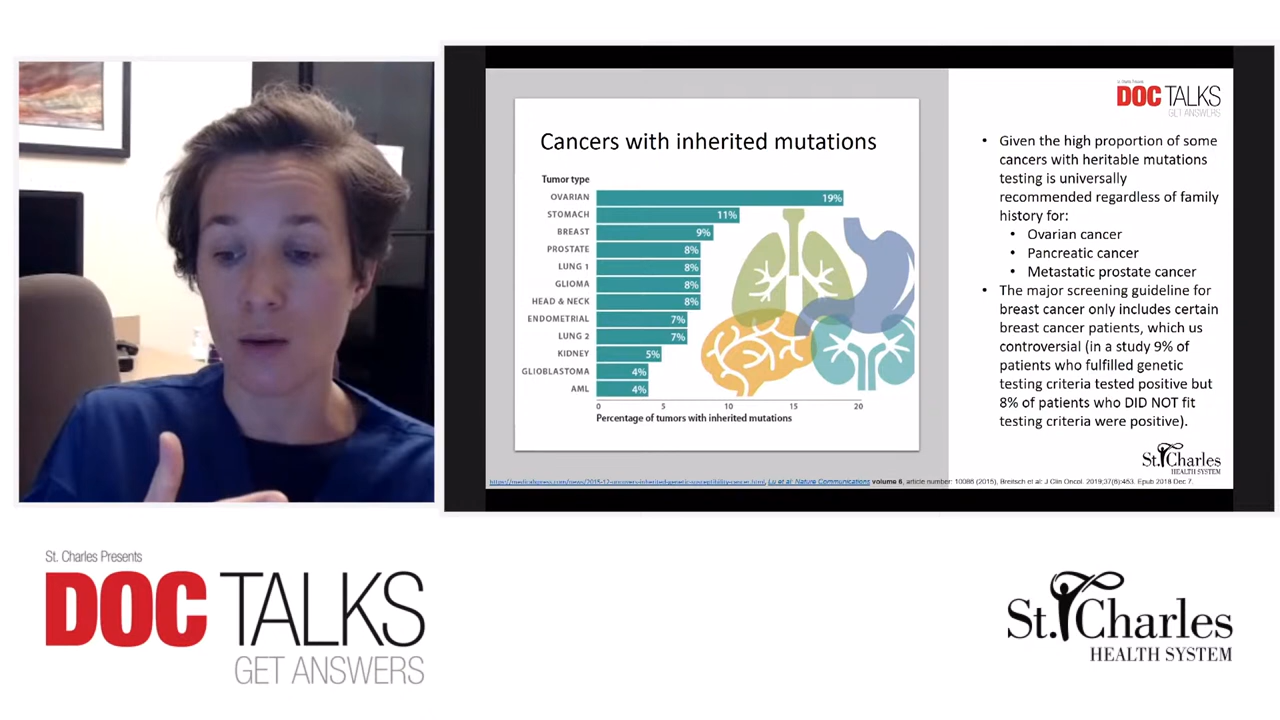 Cancers with inherited mutations
Tumor type
OVARIAN 19%
STOMACH 11%
BREAST 9%
PROSTATE 8%
LUNG 1 8%
GLIOMA 8%
HEAD & NECK 8%
ENDOMETRIAL 7%
LUNG 2 7%
KIDNEY 5%
GLIOBLASTOMA 4%
AML 4%
0 5 10 15 20
Percentage of tumors with inherited mutations
St. Charles Presents
DOC TALKS
GET ANSWERS
• Given the high proportion of some
cancers with heritable mutations
testing is universally
recommended regardless of family
history for:
• Ovarian cancer
• Pancreatic cancer
• Metastatic prostate cancer
• The major screening guideline for
breast cancer only includes certain
breast cancer patients, which us
controversial (in a study 9% of
patients who fulfilled genetic
testing criteria tested positive but
8% of patients who DID NOT fit
testing criteria were positive).
St. Charles
HEALTH SYSTEM
Lu et al: Nature Communications volume 6, article number: 10086 (2015), Breitsch et al: J Clin Oncol. 2019;37(6):453. Epub 2018 Dec 7.
St. Charles Presents
DOC TALKS
GET ANSWERS
St. Charles
HEALTH SYSTEM